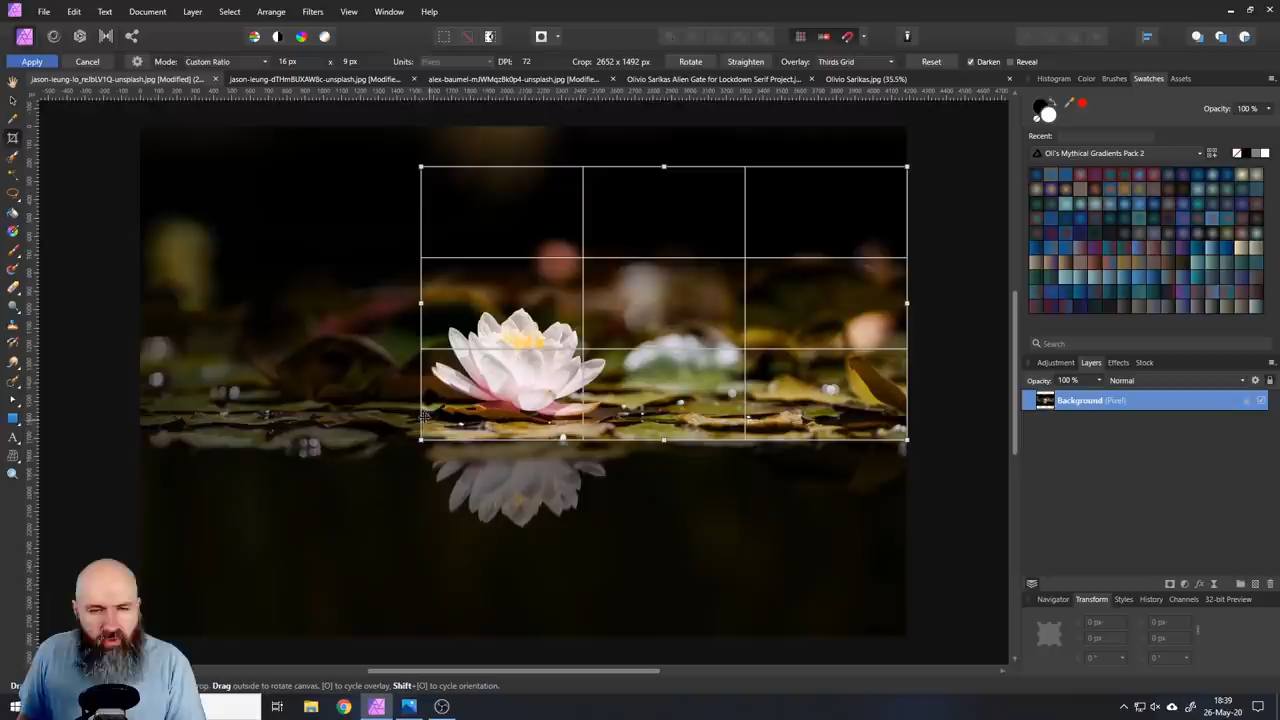 File Edit Text Document Layer Select Arrange Filters View Window Help
Apply Cancel Mode: Custom Ratio 16 px x 9 px Units: Pixels DPI: 72 Crop: 2652 x 1492 px Rotate Straighten Overlay: Thirds Grid Reset Darken Reveal
jason-leung-lo_reJbLV1Q-unsplash.jpg [Modified] (2... jason-leung-dTHmBUXAWBc-unsplash.jpg [Modifie... alex-baumel-mJWMqzBk0p4-unsplash.jpg [Modifie... Olivio Sarikas Alien Gate for Lockdown Serif Project.j... Olivio Sarikas.jpg (35.5%)
Histogram Color Brushes Swatches Assets
Opacity: 100 %
Recent:
Oli's Mythical Gradients Pack 2
Search
Adjustment Layers Effects Stock
Opacity: 100 % Normal
Background (Pixel)
Navigator Transform Styles History Channels 32-bit Preview
0 px 0 px
0 px 0 px
0 ° 0 °
crop. Drag outside to rotate canvas. [O] to cycle overlay, Shift+[O] to cycle orientation.
18:39
26-May-20